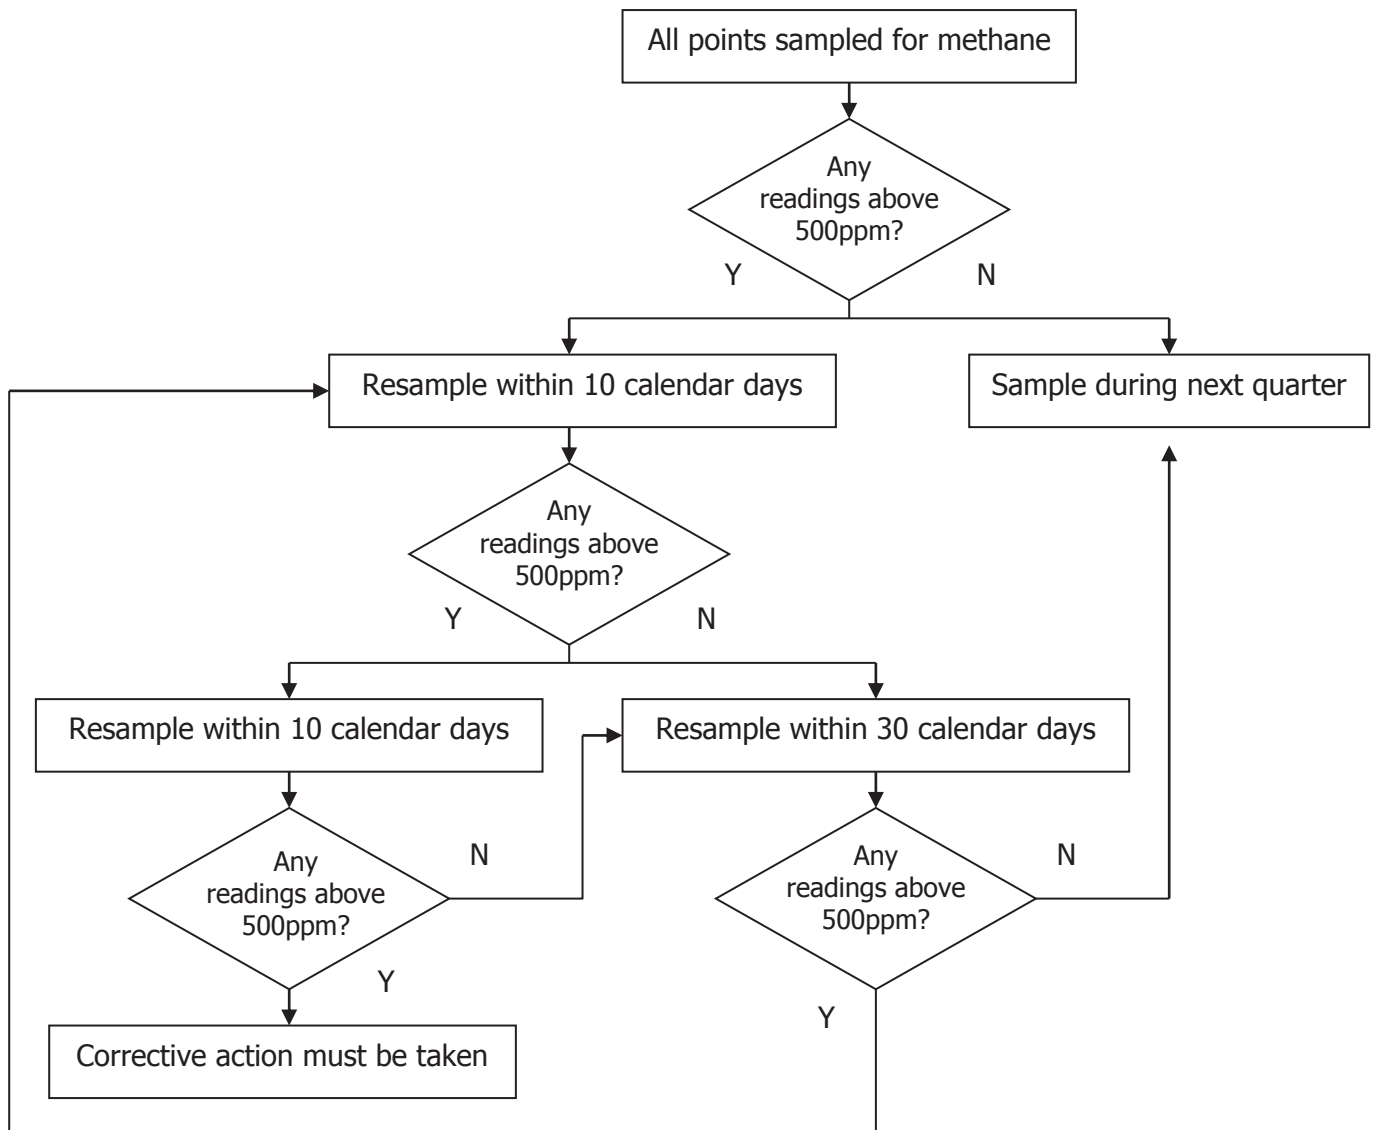 All points sampled for methane
Any
readings above
500ppm?
Y
N
Resample within 10 calendar days
Sample during next quarter
Any
readings above
500ppm?
Y
N
Resample within 10 calendar days
Resample within 30 calendar days
Any
readings above
500ppm?
N
Y
Any
readings above
500ppm?
N
Y
Corrective action must be taken